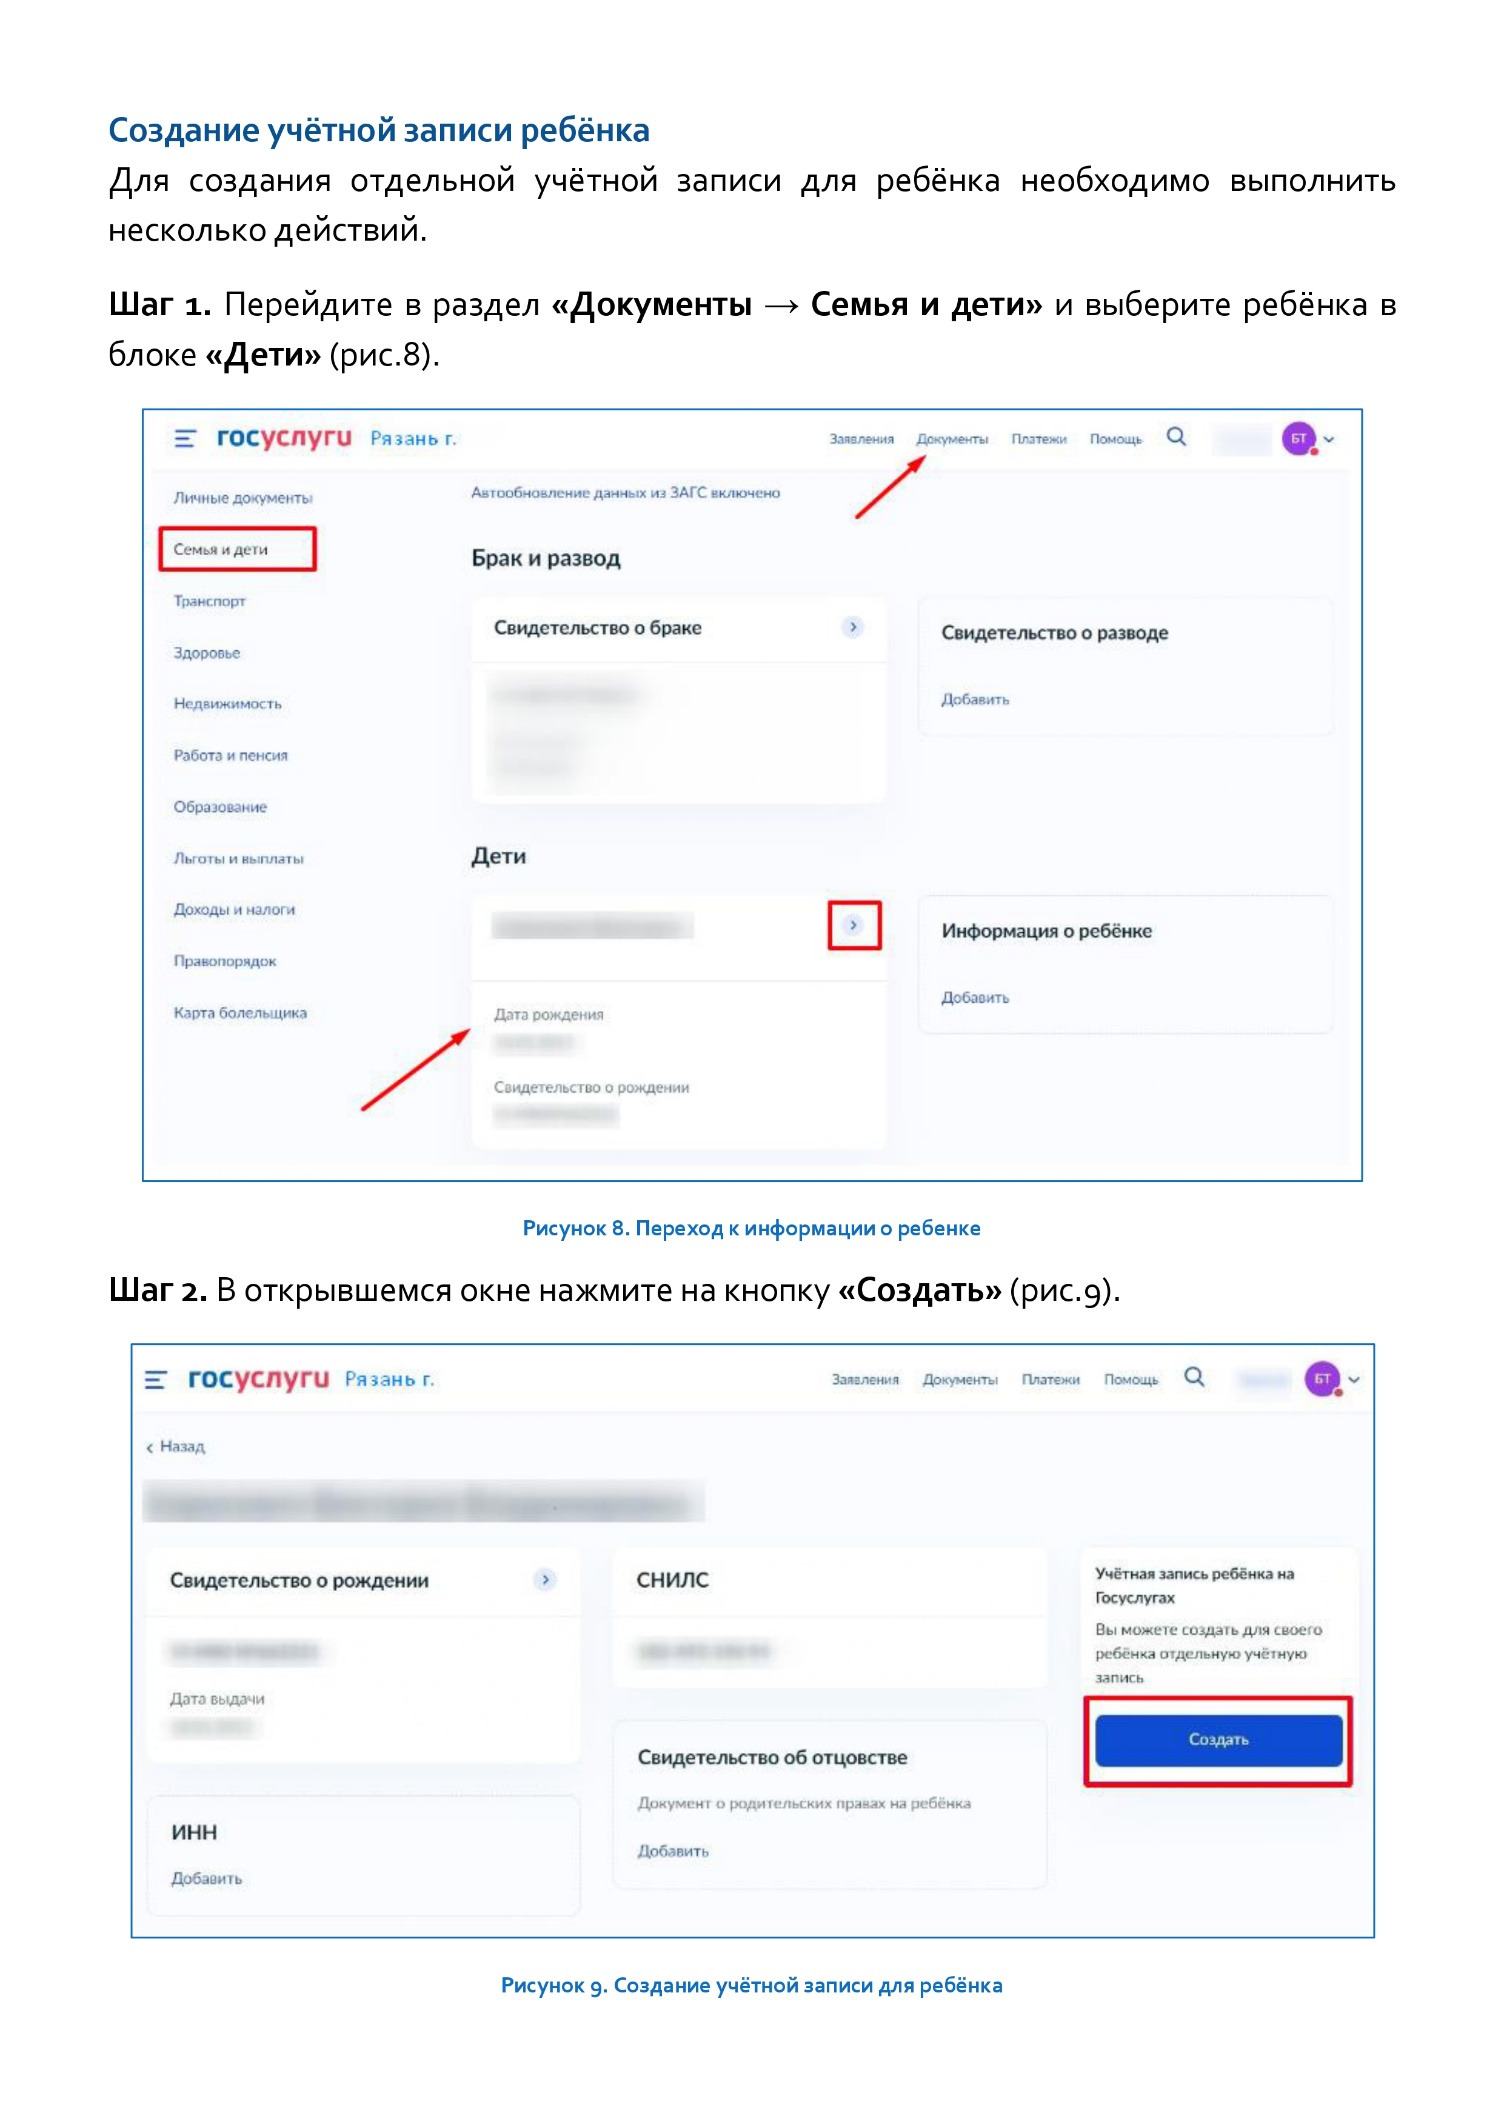 Создание учётной записи ребёнка
Для создания отдельной учётной записи для ребёнка необходимо выполнить
несколько действий.
Шаг 1. Перейдите в раздел «Документы → Семья и дети» и выберите ребёнка в
блоке «Дети» (рис.8).
госуслуги Рязань г.
Заявления Документы Платежи Помощь БТ
Личные документы
Семья и дети
Транспорт
Здоровье
Недвижимость
Работа и пенсия
Образование
Льготы и выплаты
Доходы и налоги
Правопорядок
Карта болельщика
Автообновление данных из ЗАГС включено
Брак и развод
Свидетельство о браке
Свидетельство о разводе
Добавить
Дети
Дата рождения
Свидетельство о рождении
Информация о ребёнке
Добавить
Рисунок 8. Переход к информации о ребенке
Шаг 2. В открывшемся окне нажмите на кнопку «Создать» (рис.9).
госуслуги Рязань г.
Заявления Документы Платежи Помощь БТ
Назад
Свидетельство о рождении
Дата выдачи
ИНН
Добавить
СНИЛС
Свидетельство об отцовстве
Документ о родительских правах на ребёнка
Добавить
Учётная запись ребёнка на
Госуслугах
Вы можете создать для своего
ребёнка отдельную учётную
запись
Создать
Рисунок 9. Создание учётной записи для ребёнка